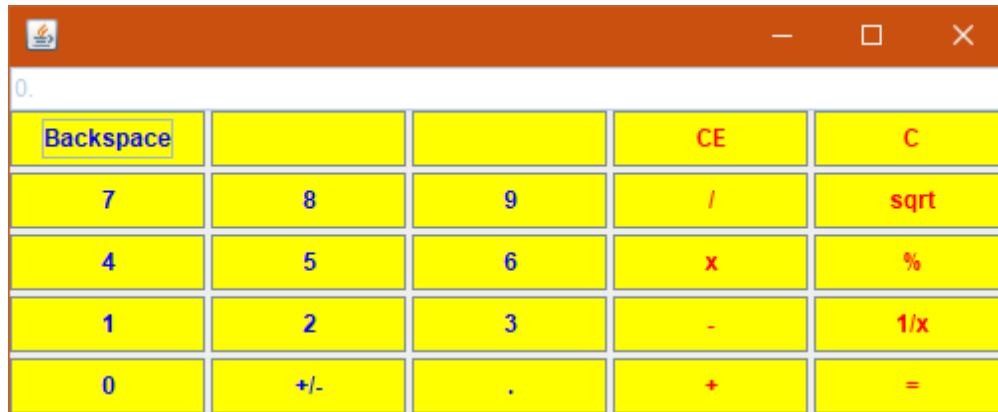 0.
Backspace CE C
7 8 9 / sqrt
4 5 6 x %
1 2 3 - 1/x
0 +/- . + =